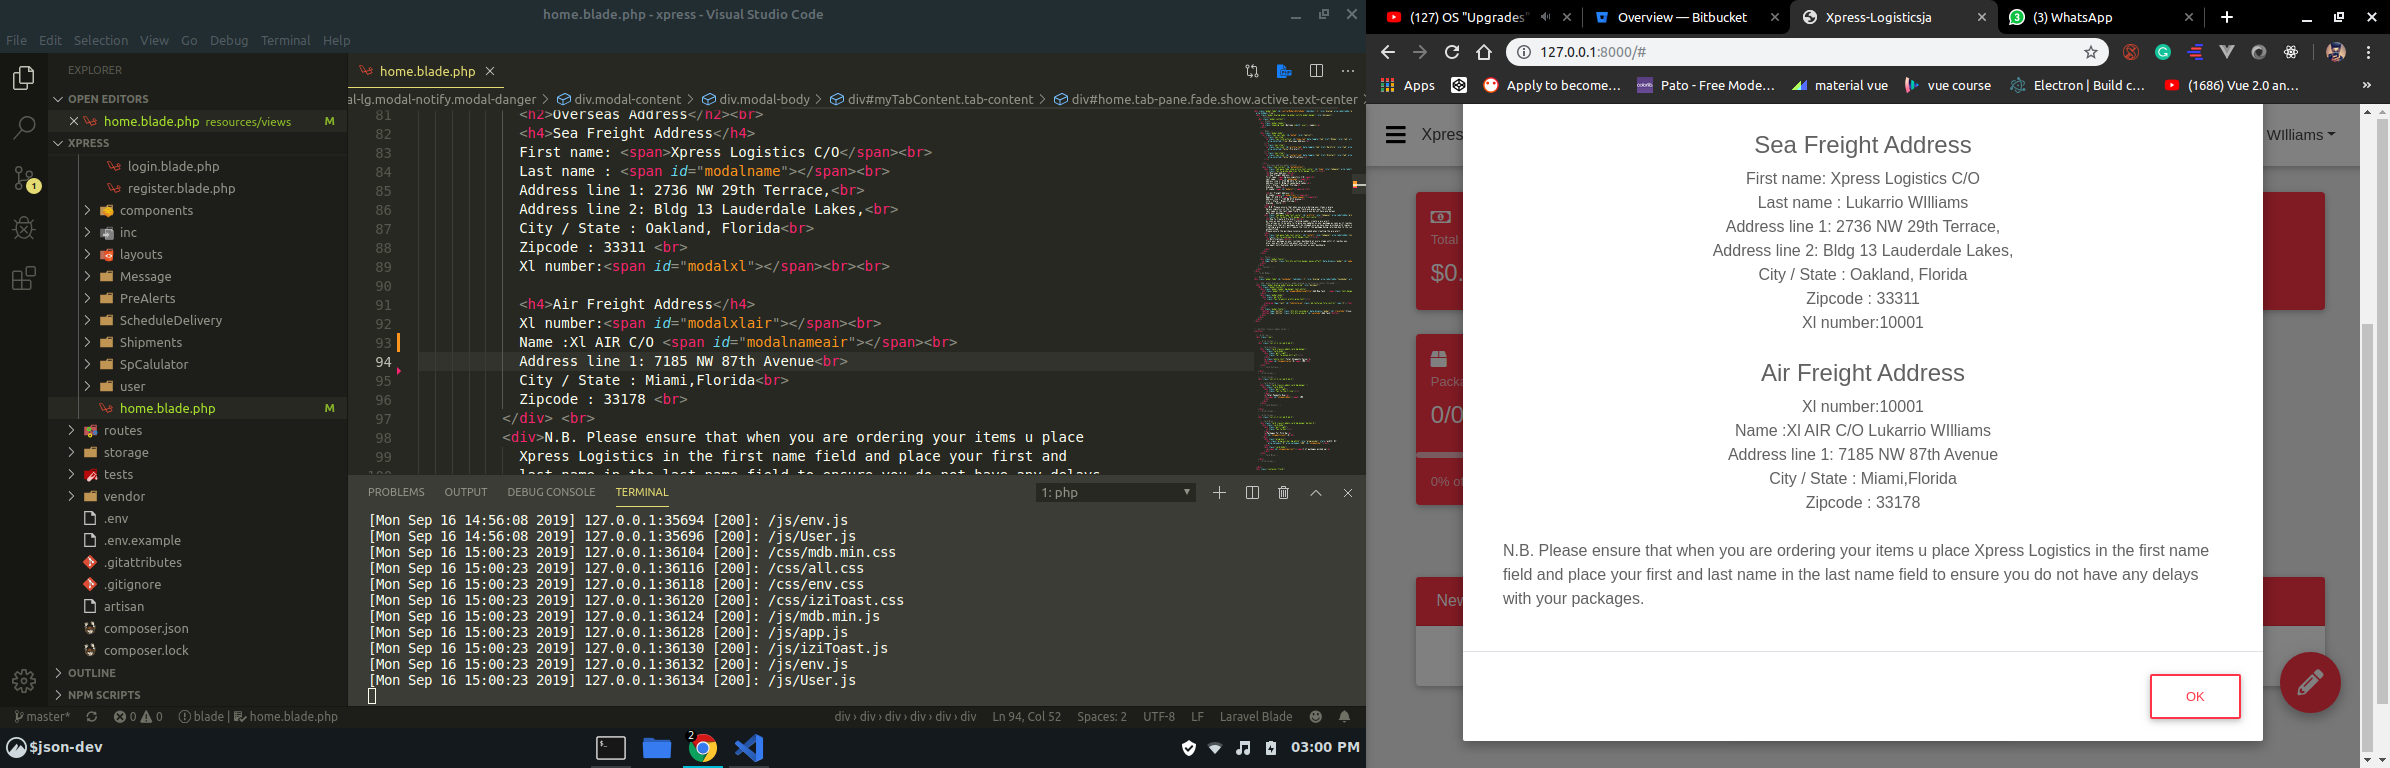 home.blade.php - xpress - Visual Studio Code
File Edit Selection View Go Debug Terminal Help
EXPLORER
OPEN EDITORS
home.blade.php resources/views M
XPRESS
login.blade.php
register.blade.php
components
inc
layouts
Message
PreAlerts
ScheduleDelivery
Shipments
SpCalulator
user
home.blade.php M
routes
storage
tests
vendor
.env
.env.example
.gitattributes
.gitignore
artisan
composer.json
composer.lock
OUTLINE
NPM SCRIPTS
1
home.blade.php
al-lg.modal-notify.modal-danger > div.modal-content > div.modal-body > div#myTabContent.tab-content > div#home.tab-pane.fade.show.active.text-center
81 <h2>Overseas Address</h2><br>
82 <h4>Sea Freight Address</h4>
83 First name: <span>Xpress Logistics C/O</span><br>
84 Last name : <span id="modalname"></span><br>
85 Address line 1: 2736 NW 29th Terrace,<br>
86 Address line 2: Bldg 13 Lauderdale Lakes,<br>
87 City / State : Oakland, Florida<br>
88 Zipcode : 33311 <br>
89 Xl number:<span id="modalxl"></span><br><br>
90
91 <h4>Air Freight Address</h4>
92 Xl number:<span id="modalxlair"></span><br>
93 Name :Xl AIR C/O <span id="modalnameair"></span><br>
94 Address line 1: 7185 NW 87th Avenue<br>
95 City / State : Miami,Florida<br>
96 Zipcode : 33178 <br>
97 </div> <br>
98 <div>N.B. Please ensure that when you are ordering your items u place
99 Xpress Logistics in the first name field and place your first and
100 last name in the last name field to ensure you do not have any delays
PROBLEMS OUTPUT DEBUG CONSOLE TERMINAL 1: php
[Mon Sep 16 14:56:08 2019] 127.0.0.1:35694 [200]: /js/env.js
[Mon Sep 16 14:56:08 2019] 127.0.0.1:35696 [200]: /js/User.js
[Mon Sep 16 15:00:23 2019] 127.0.0.1:36104 [200]: /css/mdb.min.css
[Mon Sep 16 15:00:23 2019] 127.0.0.1:36116 [200]: /css/all.css
[Mon Sep 16 15:00:23 2019] 127.0.0.1:36118 [200]: /css/env.css
[Mon Sep 16 15:00:23 2019] 127.0.0.1:36120 [200]: /css/iziToast.css
[Mon Sep 16 15:00:23 2019] 127.0.0.1:36124 [200]: /js/mdb.min.js
[Mon Sep 16 15:00:23 2019] 127.0.0.1:36128 [200]: /js/app.js
[Mon Sep 16 15:00:23 2019] 127.0.0.1:36130 [200]: /js/iziToast.js
[Mon Sep 16 15:00:23 2019] 127.0.0.1:36132 [200]: /js/env.js
[Mon Sep 16 15:00:23 2019] 127.0.0.1:36134 [200]: /js/User.js
master* 0 0 blade | home.blade.php div › div › div › div › div › div Ln 94, Col 52 Spaces: 2 UTF-8 LF Laravel Blade
$json-dev 2 03:00 PM
(127) OS "Upgrades" Overview — Bitbucket Xpress-Logisticsja (3) WhatsApp
127.0.0.1:8000/#
Apps Apply to become... Pato - Free Mode... material vue vue course Electron | Build c... (1686) Vue 2.0 an... »
Xpres WIlliams
Total
$0.
Packa
0/0
0% of
New
Sea Freight Address
First name: Xpress Logistics C/O
Last name : Lukarrio WIlliams
Address line 1: 2736 NW 29th Terrace,
Address line 2: Bldg 13 Lauderdale Lakes,
City / State : Oakland, Florida
Zipcode : 33311
Xl number:10001
Air Freight Address
Xl number:10001
Name :Xl AIR C/O Lukarrio WIlliams
Address line 1: 7185 NW 87th Avenue
City / State : Miami,Florida
Zipcode : 33178
N.B. Please ensure that when you are ordering your items u place Xpress Logistics in the first name
field and place your first and last name in the last name field to ensure you do not have any delays
with your packages.
OK